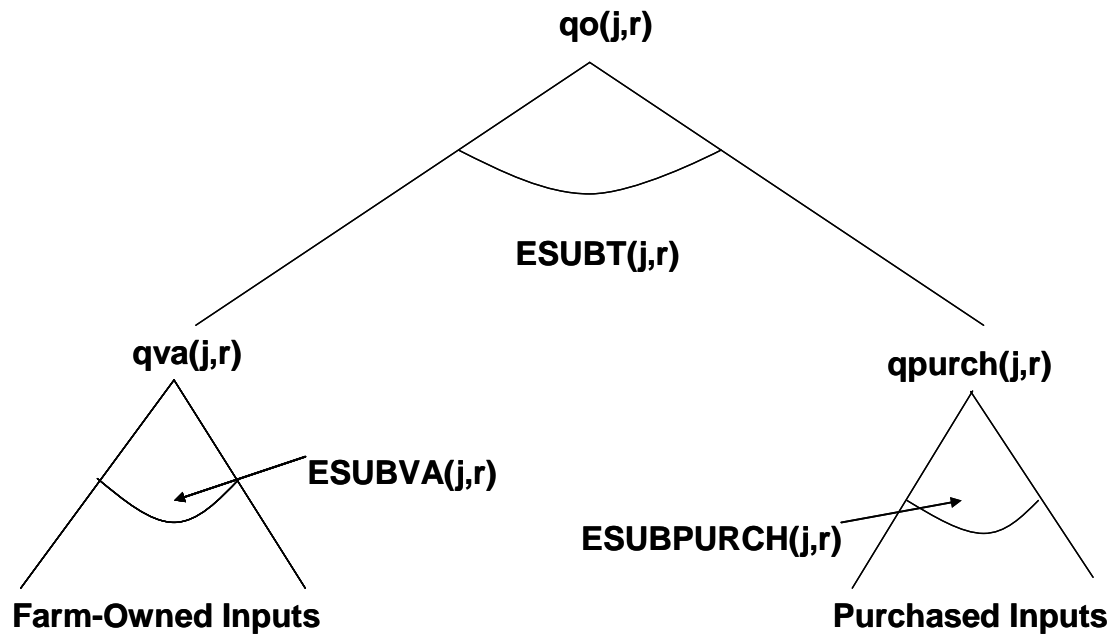 qo(j,r)
ESUBT(j,r)
qva(j,r)
qpurch(j,r)
ESUBVA(j,r)
ESUBPURCH(j,r)
Farm-Owned Inputs
Purchased Inputs